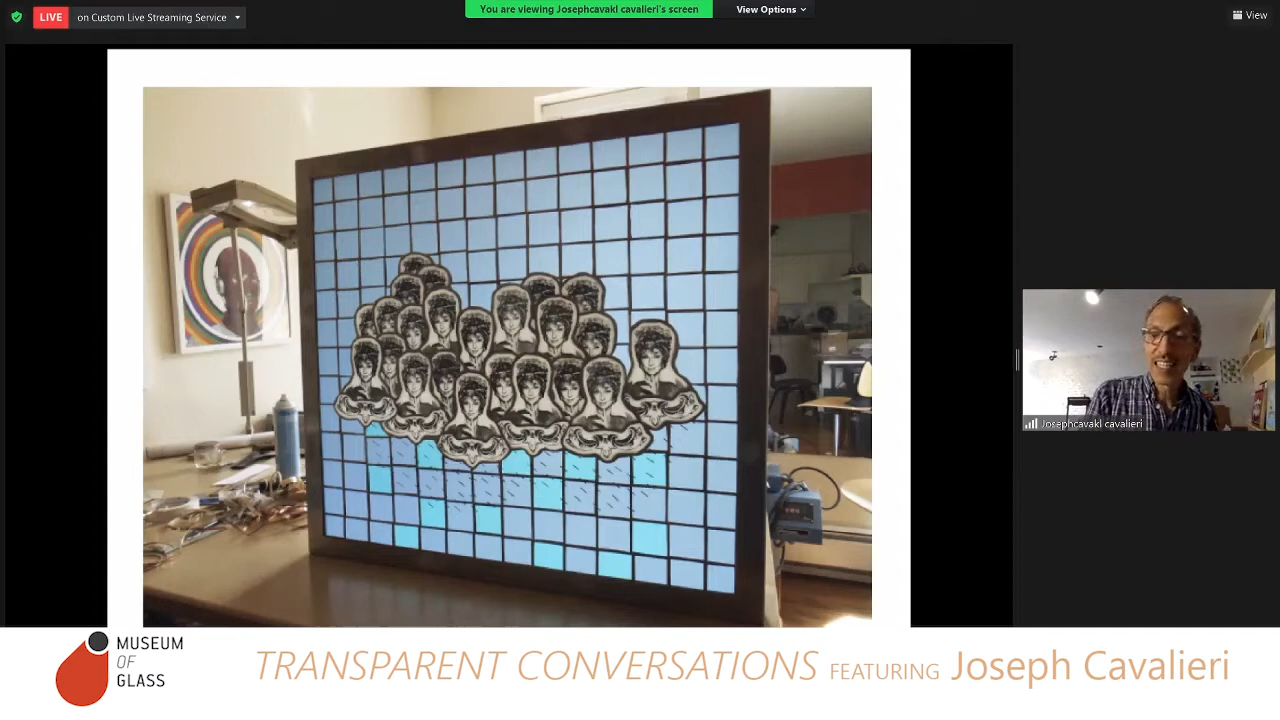 LIVE
on Custom Live Streaming Service
You are viewing Josephcavakl cavalieri's screen
View Options
View
Josephcavakl cavalieri
MUSEUM
OF
GLASS
TRANSPARENT CONVERSATIONS FEATURING Joseph Cavalieri